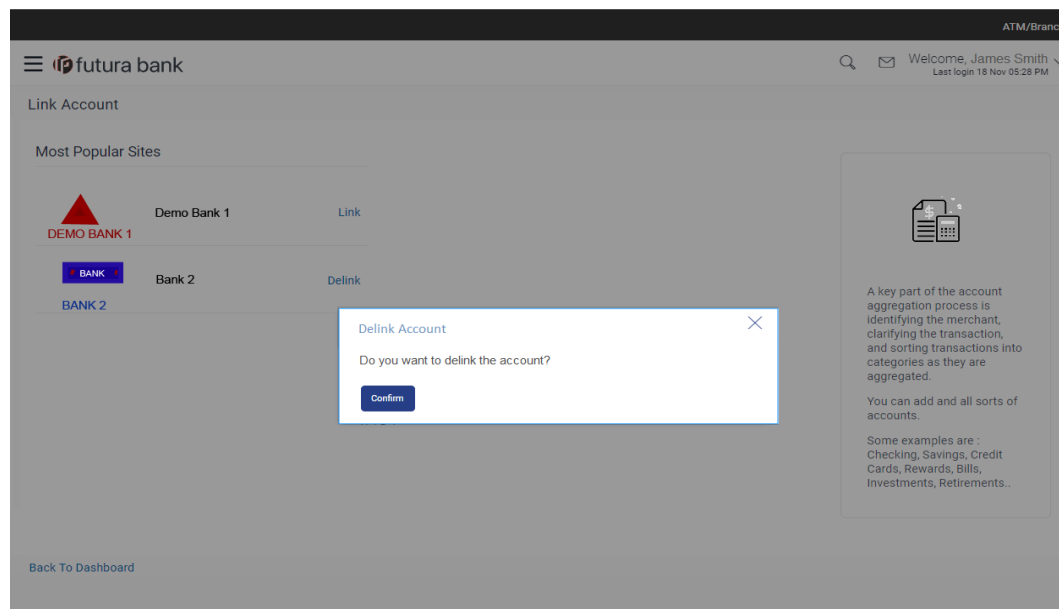 ATM/Branc
futura bank
Welcome, James Smith
Last login 18 Nov 05:28 PM
Link Account
Most Popular Sites
DEMO BANK 1
Demo Bank 1
Link
BANK
BANK 2
Bank 2
Delink
Delink Account
Do you want to delink the account?
Confirm
$
A key part of the account
aggregation process is
identifying the merchant,
clarifying the transaction,
and sorting transactions into
categories as they are
aggregated.
You can add and all sorts of
accounts.
Some examples are :
Checking, Savings, Credit
Cards, Rewards, Bills,
Investments, Retirements..
Back To Dashboard